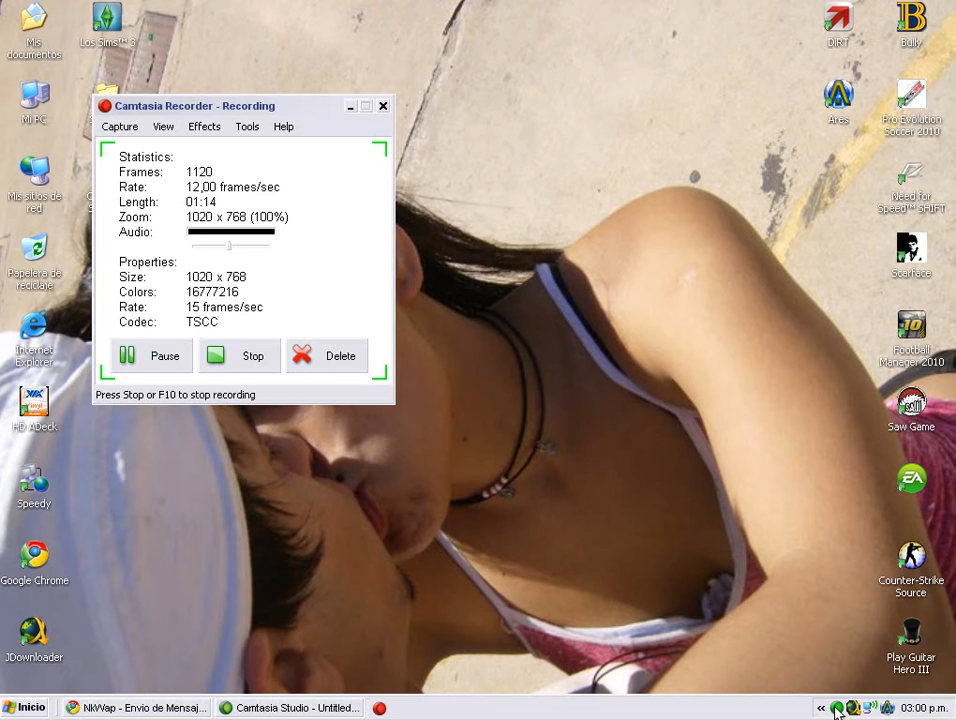 Mis
documentos
Los Sims™ 3
DiRT
Bully
Mi PC
Ares
Pro Evolution
Soccer 2010
Mis sitios de
red
Need for
Speed™ SHIFT
Papelera de
reciclaje
Scarface
Internet
Explorer
Football
Manager 2010
HD ADeck
Saw Game
Speedy
EA
Google Chrome
Counter-Strike
Source
JDownloader
Play Guitar
Hero III
Camtasia Recorder - Recording
Capture View Effects Tools Help
Statistics:
Frames: 1120
Rate: 12,00 frames/sec
Length: 01:14
Zoom: 1020 x 768 (100%)
Audio:
Properties:
Size: 1020 x 768
Colors: 16777216
Rate: 15 frames/sec
Codec: TSCC
Pause Stop Delete
Press Stop or F10 to stop recording
Inicio NkWap - Envio de Mensaj... Camtasia Studio - Untitled... « 03:00 p.m.